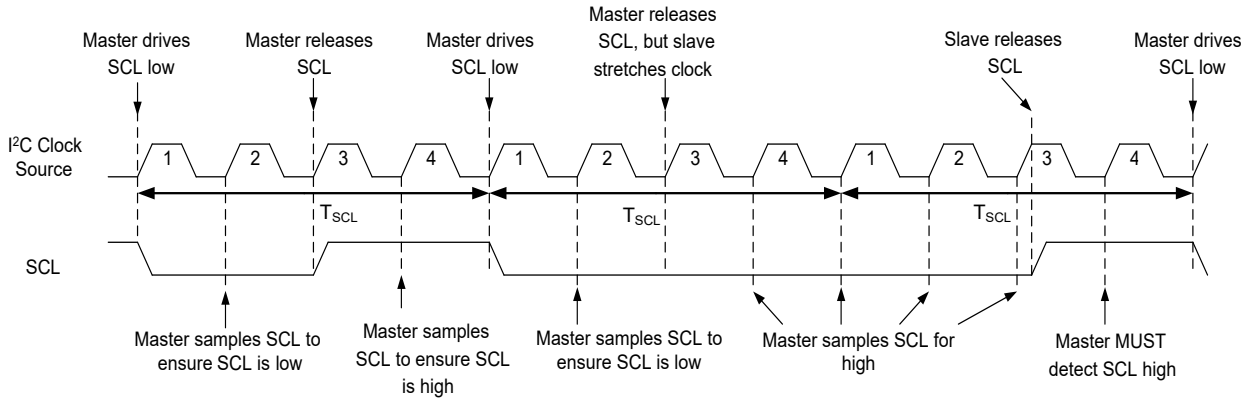 Master drives
SCL low
Master releases
SCL
Master drives
SCL low
Master releases
SCL, but slave
stretches clock
Slave releases
SCL
Master drives
SCL low
I²C Clock
Source
1
2
3
4
1
2
3
4
1
2
3
4
TSCL
TSCL
TSCL
SCL
Master samples SCL to
ensure SCL is low
Master samples
SCL to ensure SCL
is high
Master samples SCL to
ensure SCL is low
Master samples SCL for
high
Master MUST
detect SCL high